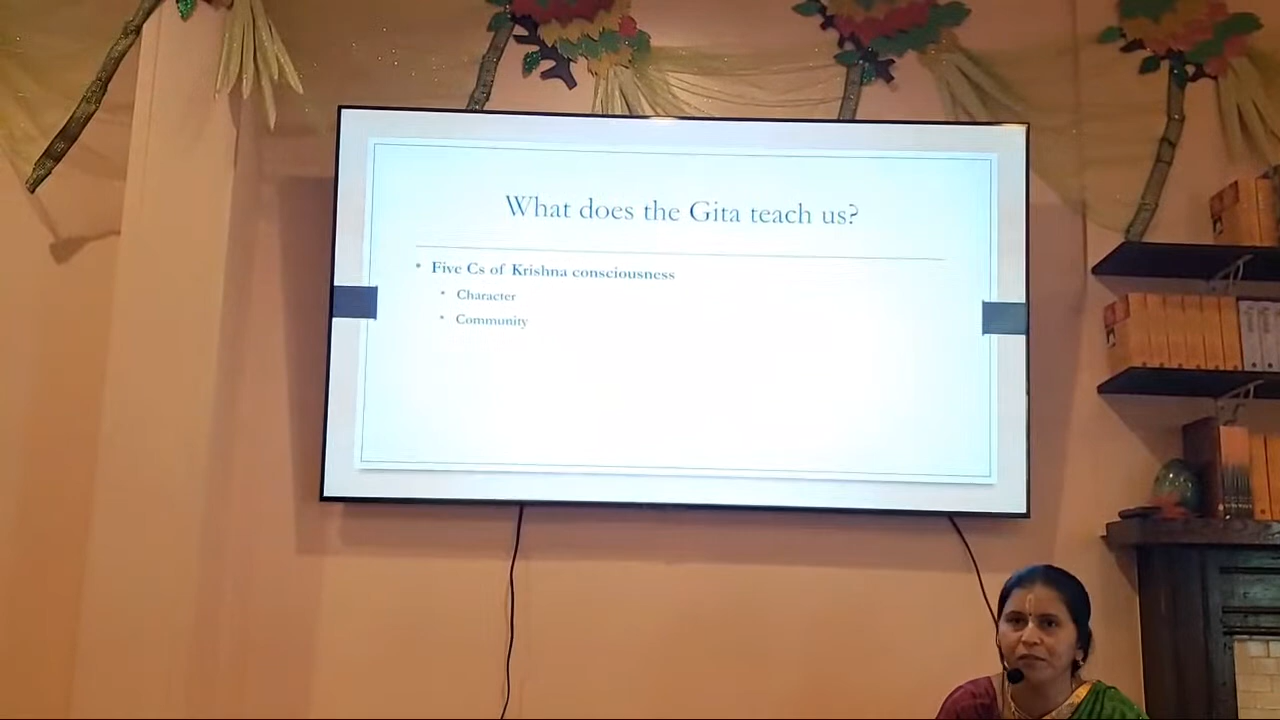 What does the Gita teach us?
• Five Cs of Krishna consciousness
• Character
• Community